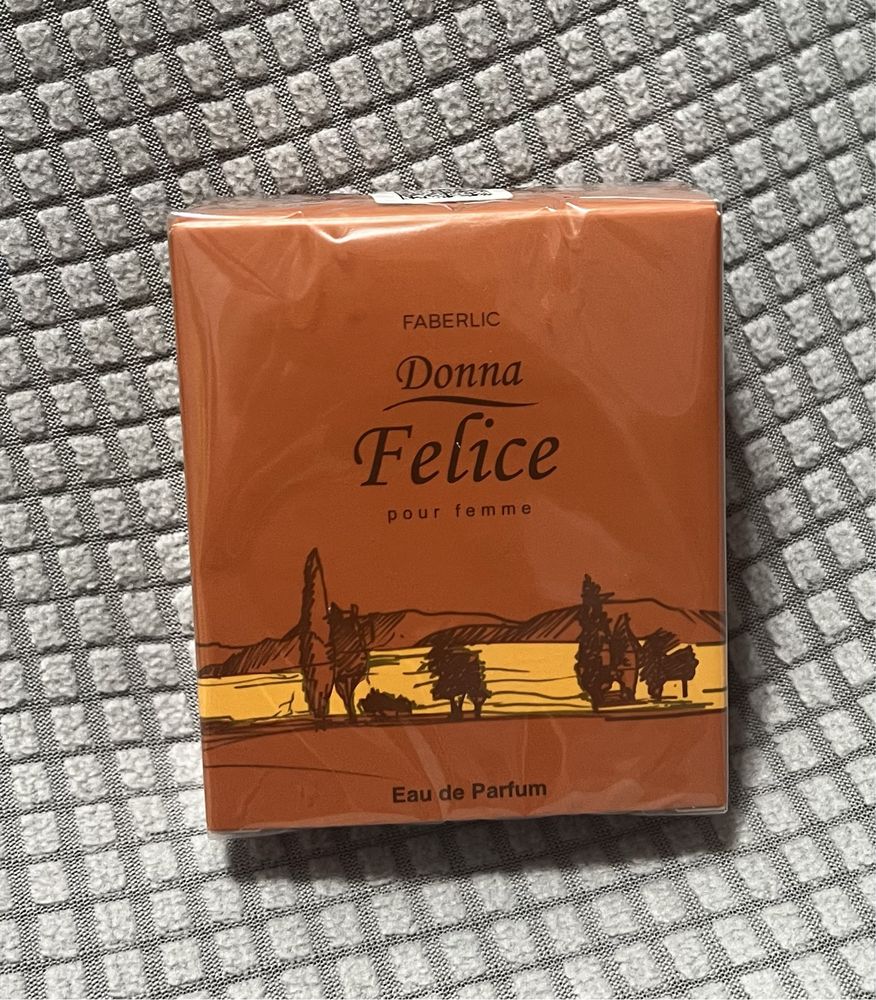 FABERLIC
Donna
Felice
pour femme
Eau de Parfum